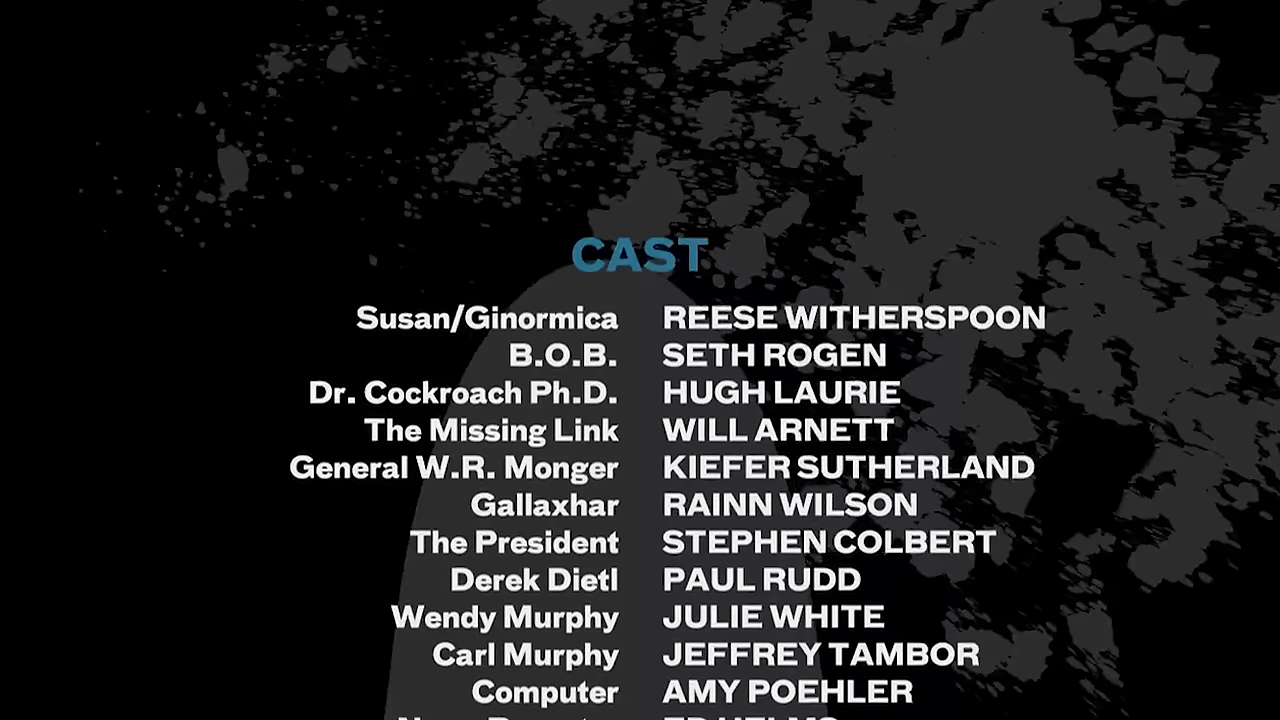 CAST
Susan/Ginormica REESE WITHERSPOON
B.O.B. SETH ROGEN
Dr. Cockroach Ph.D. HUGH LAURIE
The Missing Link WILL ARNETT
General W.R. Monger KIEFER SUTHERLAND
Gallaxhar RAINN WILSON
The President STEPHEN COLBERT
Derek Dietl PAUL RUDD
Wendy Murphy JULIE WHITE
Carl Murphy JEFFREY TAMBOR
Computer AMY POEHLER